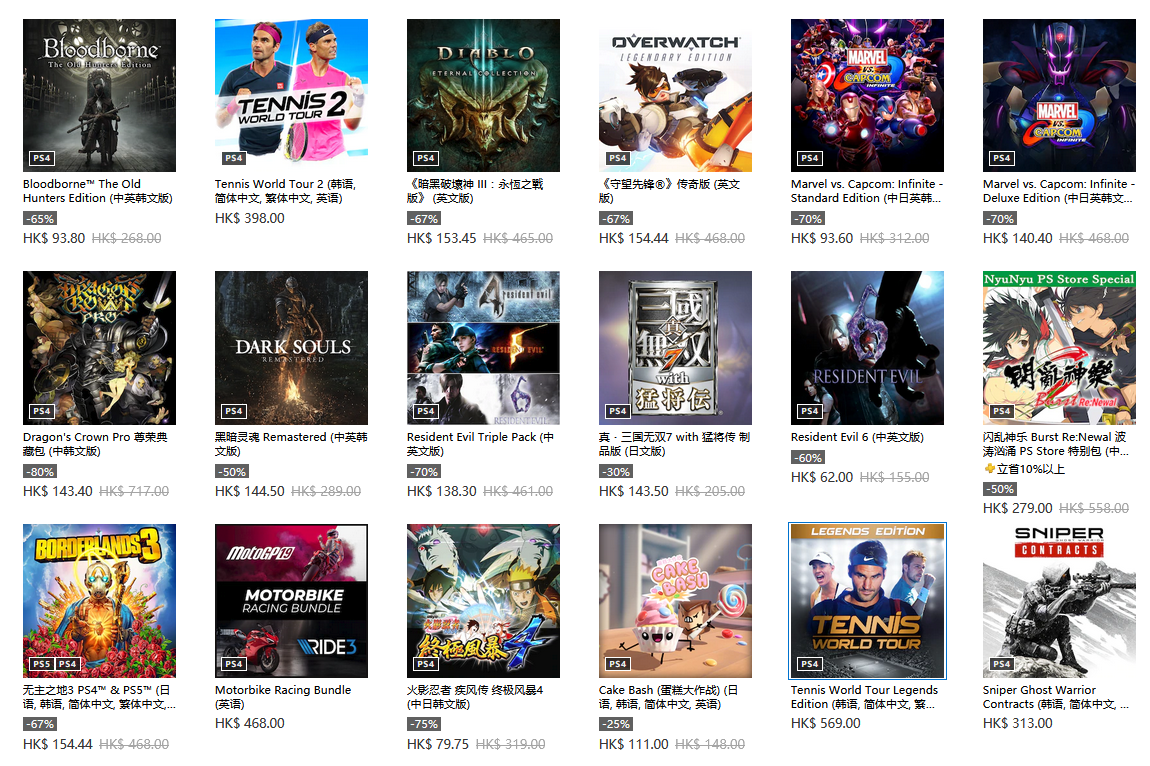 Bloodborne™
The Old Hunters Edition
PS4
Bloodborne™ The Old
Hunters Edition (中英韩文版)
-65%
HK$ 93.80 HK$ 268.00
TENNIS
WORLD TOUR 2
PS4
Tennis World Tour 2 (韩语,
简体中文, 繁体中文, 英语)
HK$ 398.00
DIABLO
ETERNAL COLLECTION
PS4
《暗黑破壞神 III：永恆之戰
版》 (英文版)
-67%
HK$ 153.45 HK$ 465.00
OVERWATCH
LEGENDARY EDITION
PS4
《守望先锋®》传奇版 (英文
版)
-67%
HK$ 154.44 HK$ 468.00
MARVEL
VS.
CAPCOM
INFINITE
PS4
Marvel vs. Capcom: Infinite -
Standard Edition (中日英韩...
-70%
HK$ 93.60 HK$ 312.00
MARVEL
VS.
CAPCOM
INFINITE
PS4
Marvel vs. Capcom: Infinite -
Deluxe Edition (中日英韩文...
-70%
HK$ 140.40 HK$ 468.00
DRAGON'S
CROWN
PRO
PS4
Dragon's Crown Pro 尊荣典
藏包 (中韩文版)
-80%
HK$ 143.40 HK$ 717.00
DARK SOULS
REMASTERED
PS4
黑暗灵魂 Remastered (中英韩
文版)
-50%
HK$ 144.50 HK$ 289.00
resident evil
4
RESIDENT EVIL
5
6
RESIDENT EVIL
PS4
Resident Evil Triple Pack (中
英文版)
-70%
HK$ 138.30 HK$ 461.00
三國
真
無双
7
with
猛将伝
PS4
真・三国无双7 with 猛将传 制
品版 (日文版)
-30%
HK$ 143.50 HK$ 205.00
RESIDENT EVIL
PS4
Resident Evil 6 (中英文版)
-60%
HK$ 62.00 HK$ 155.00
NyuNyu PS Store Special
閃亂神樂
Burst Re:Newal
PS4
闪乱神乐 Burst Re:Newal 波
涛汹涌 PS Store 特别包 (中...
立省10%以上
-50%
HK$ 279.00 HK$ 558.00
BORDERLANDS 3
PS5 PS4
无主之地3 PS4™ & PS5™ (日
语, 韩语, 简体中文, 繁体中文,...
-67%
HK$ 154.44 HK$ 468.00
MotoGP 19
MOTORBIKE
RACING BUNDLE
RIDE3
PS4
Motorbike Racing Bundle
(英语)
HK$ 468.00
火影忍者
終極風暴4
PS4
火影忍者 疾风传 终极风暴4
(中日韩文版)
-75%
HK$ 79.75 HK$ 319.00
CAKE
BASH
PS4
Cake Bash (蛋糕大作战) (日
语, 韩语, 简体中文, 英语)
-25%
HK$ 111.00 HK$ 148.00
LEGENDS EDITION
TENNIS
WORLD TOUR
PS4
Tennis World Tour Legends
Edition (韩语, 简体中文, 繁...
HK$ 569.00
SNIPER
GHOST WARRIOR
CONTRACTS
PS4
Sniper Ghost Warrior
Contracts (韩语, 简体中文, ...
HK$ 313.00